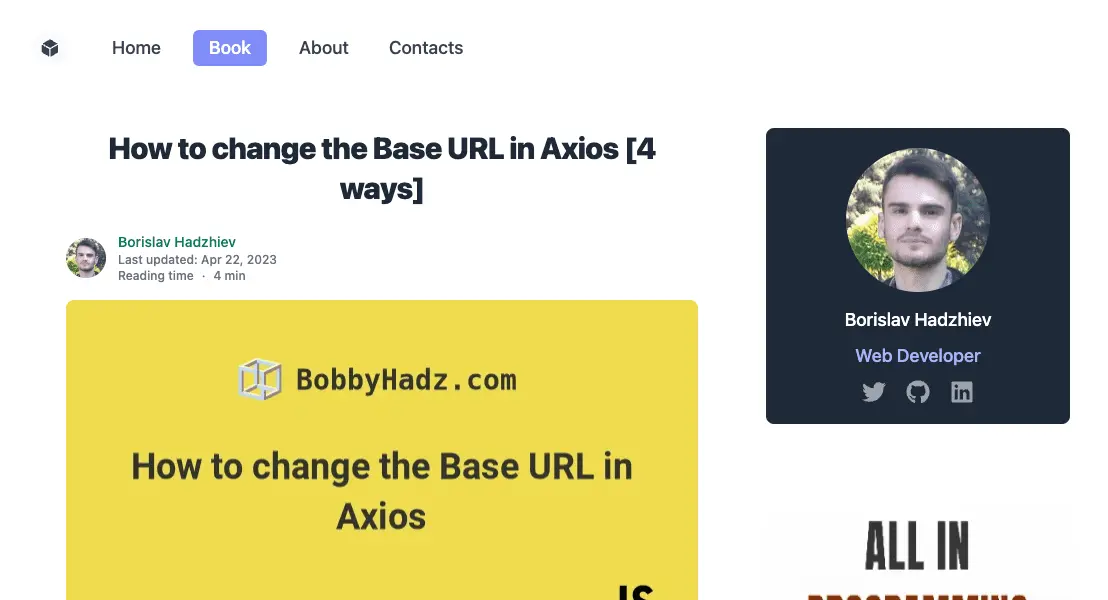 Home Book About Contacts
How to change the Base URL in Axios [4
ways]
Borislav Hadzhiev
Last updated: Apr 22, 2023
Reading time · 4 min
BobbyHadz.com
How to change the Base URL in
Axios
JS
Borislav Hadzhiev
Web Developer
ALL IN
PROGRAMMING